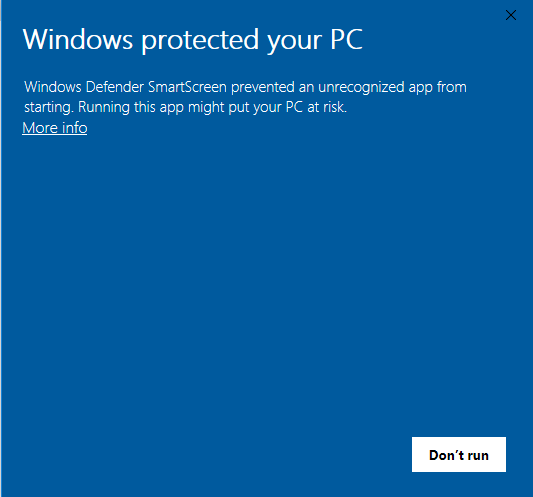 Windows protected your PC
Windows Defender SmartScreen prevented an unrecognized app from
starting. Running this app might put your PC at risk.
More info
Don't run